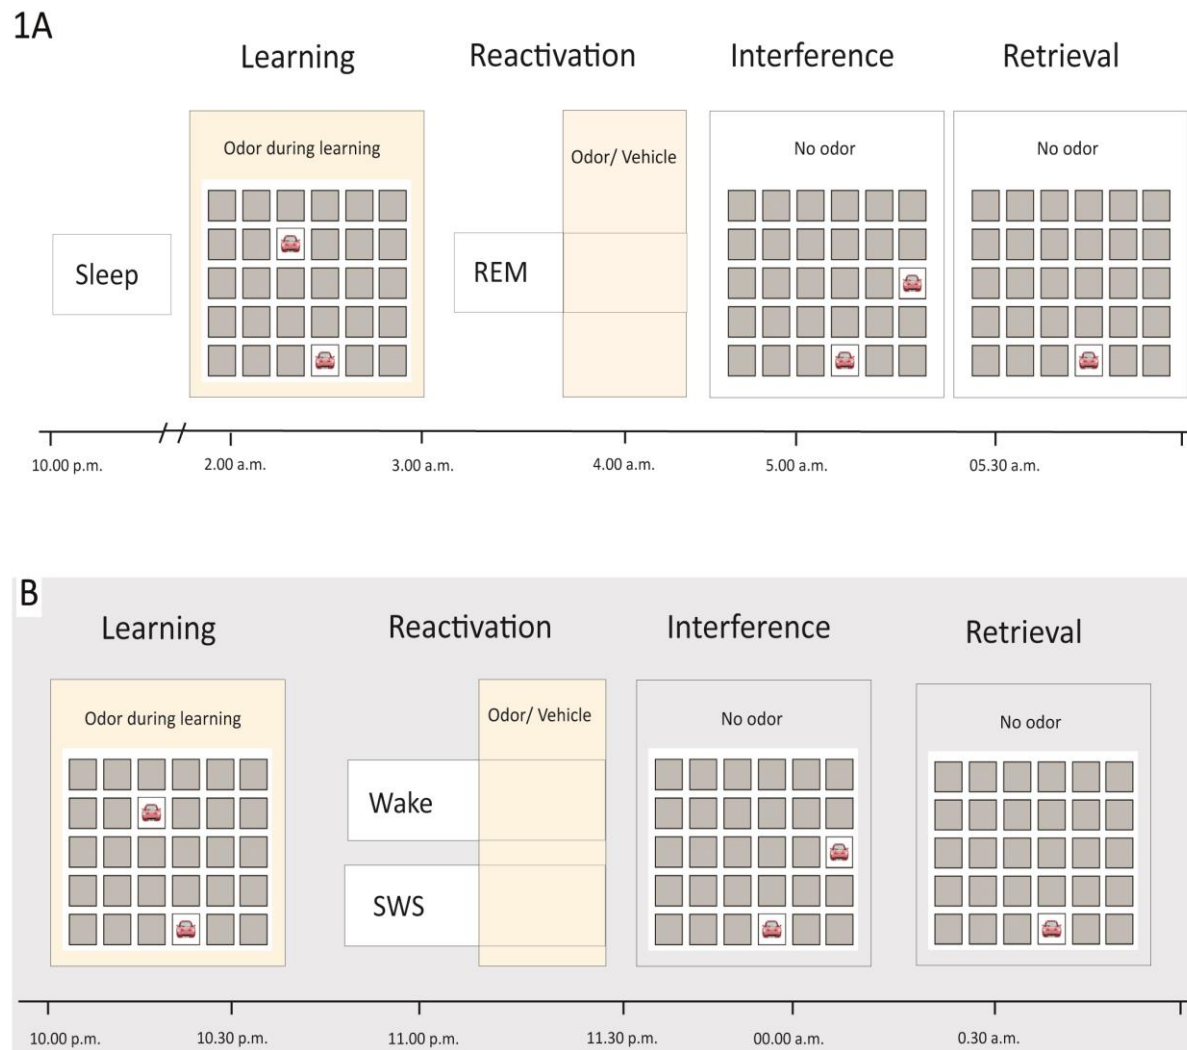 1A
Learning
Reactivation
Interference
Retrieval
Odor during learning
Odor/ Vehicle
No odor
No odor
Sleep
REM
10.00 p.m.
2.00 a.m.
3.00 a.m.
4.00 a.m.
5.00 a.m.
05.30 a.m.
B
Learning
Reactivation
Interference
Retrieval
Odor during learning
Odor/ Vehicle
No odor
No odor
Wake
SWS
10.00 p.m.
10.30 p.m.
11.00 p.m.
11.30 p.m.
00.00 a.m.
0.30 a.m.